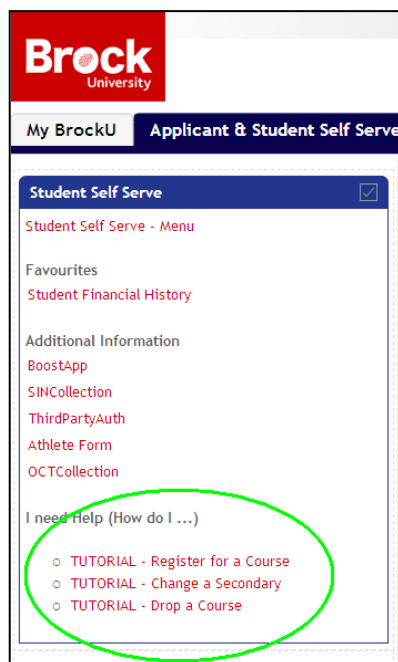 Brock
University
My BrockU Applicant & Student Self Serve
Student Self Serve
Student Self Serve - Menu
Favourites
Student Financial History
Additional Information
BoostApp
SINCollection
ThirdPartyAuth
Athlete Form
OCTCollection
I need Help (How do I ...)
TUTORIAL - Register for a Course
TUTORIAL - Change a Secondary
TUTORIAL - Drop a Course